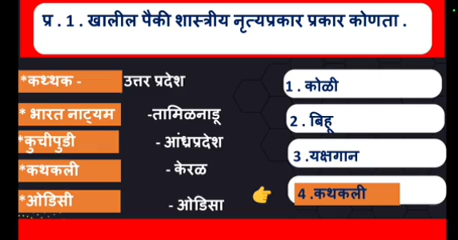 प्र . 1 . खालील पैकी शास्त्रीय नृत्यप्रकार प्रकार कोणता .
*कथ्थक - उत्तर प्रदेश
* भारत नाट्यम -तामिळनाडू
*कुचीपुडी - आंध्रप्रदेश
*कथकली - केरळ
*ओडिसी - ओडिसा
1 . कोळी
2 . बिहू
3 .यक्षगान
4 .कथकली